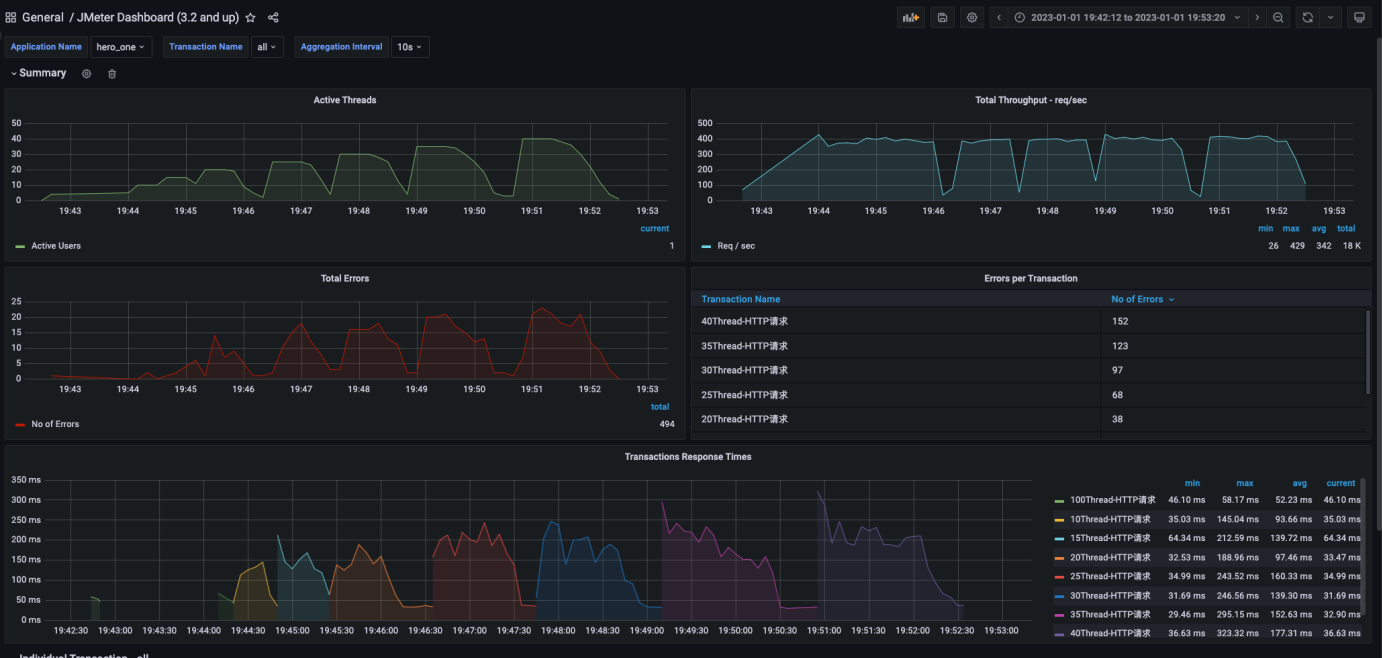 General / JMeter Dashboard (3.2 and up)
2023-01-01 19:42:12 to 2023-01-01 19:53:20
Application Name hero_one Transaction Name all Aggregation Interval 10s
Summary
Active Threads
50
40
30
20
10
0
19:43 19:44 19:45 19:46 19:47 19:48 19:49 19:50 19:51 19:52 19:53
current
Active Users 1
Total Throughput - req/sec
500
400
300
200
100
0
19:43 19:44 19:45 19:46 19:47 19:48 19:49 19:50 19:51 19:52 19:53
min max avg total
Req / sec 26 429 342 18 K
Total Errors
25
20
15
10
5
0
19:43 19:44 19:45 19:46 19:47 19:48 19:49 19:50 19:51 19:52 19:53
total
No of Errors 494
Errors per Transaction
Transaction Name No of Errors
40Thread-HTTP请求 152
35Thread-HTTP请求 123
30Thread-HTTP请求 97
25Thread-HTTP请求 68
20Thread-HTTP请求 38
Transactions Response Times
350 ms
300 ms
250 ms
200 ms
150 ms
100 ms
50 ms
0 ms
19:42:30 19:43:00 19:43:30 19:44:00 19:44:30 19:45:00 19:45:30 19:46:00 19:46:30 19:47:00 19:47:30 19:48:00 19:48:30 19:49:00 19:49:30 19:50:00 19:50:30 19:51:00 19:51:30 19:52:00 19:52:30 19:53:00
min max avg current
100Thread-HTTP请求 46.10 ms 58.17 ms 52.23 ms 46.10 ms
10Thread-HTTP请求 35.03 ms 145.04 ms 93.66 ms 35.03 ms
15Thread-HTTP请求 64.34 ms 212.59 ms 139.72 ms 64.34 ms
20Thread-HTTP请求 32.53 ms 188.96 ms 97.46 ms 33.47 ms
25Thread-HTTP请求 34.99 ms 243.52 ms 160.33 ms 34.99 ms
30Thread-HTTP请求 31.69 ms 246.56 ms 139.30 ms 31.69 ms
35Thread-HTTP请求 29.46 ms 295.15 ms 152.63 ms 32.90 ms
40Thread-HTTP请求 36.63 ms 323.32 ms 177.31 ms 36.63 ms
Individual Transaction - all